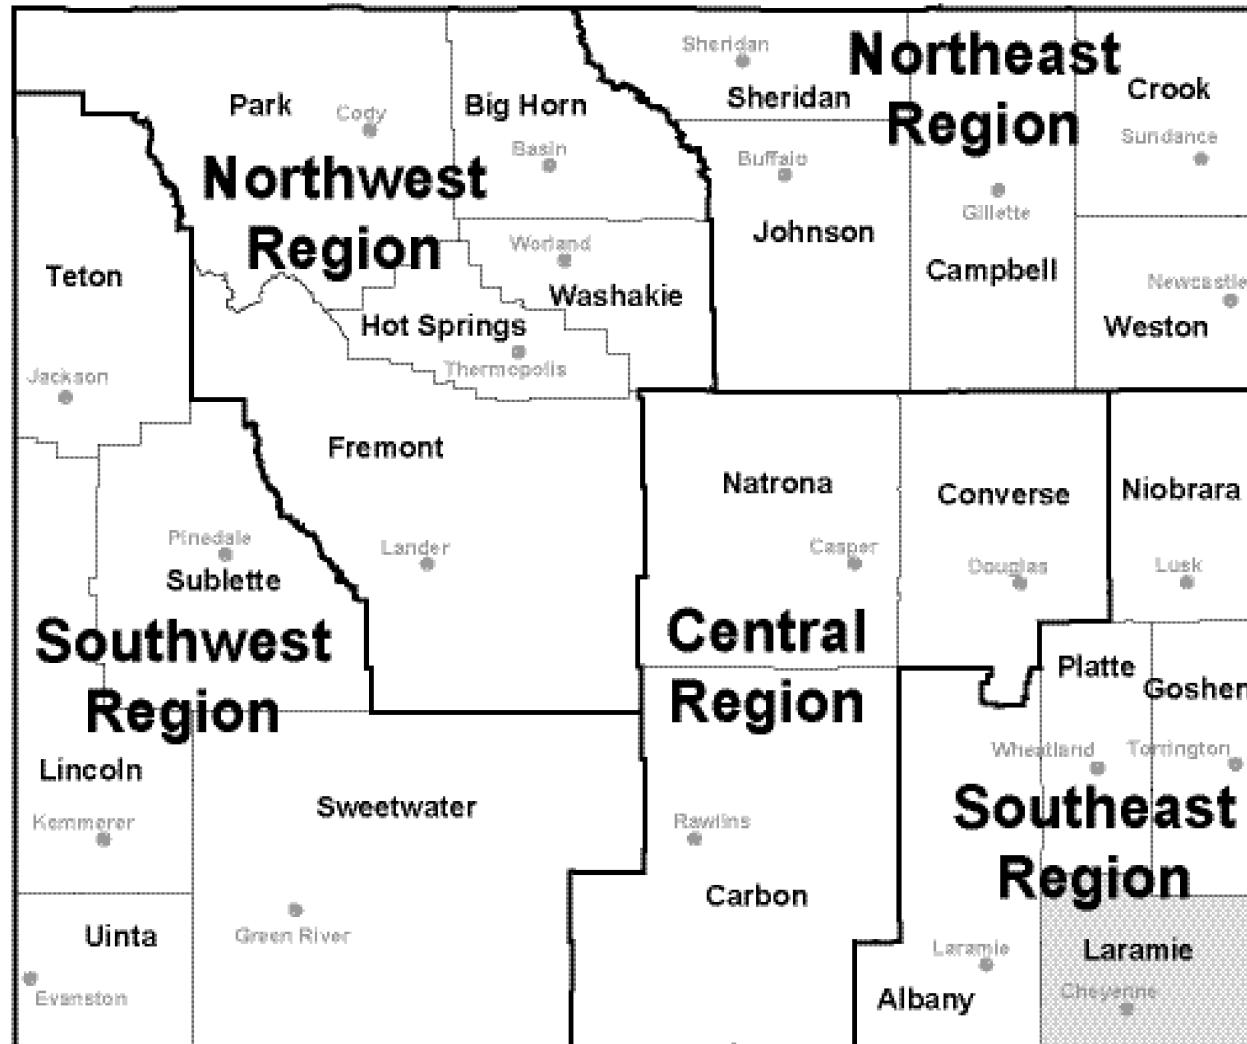 Sheridan
Northeast
Region
Crook
Park
Cody
Big Horn
Sheridan
Basin
Buffalo
Sundance
Northwest
Region
Gillette
Johnson
Worland
Teton
Campbell
Newcastle
Washakie
Hot Springs
Weston
Thermopolis
Jackson
Fremont
Natrona
Converse
Niobrara
Pinedale
Lander
Casper
Douglas
Lusk
Sublette
Southwest
Region
Central
Region
Platte
Goshen
Wheatland
Torrington
Lincoln
Sweetwater
Southeast
Region
Kemmerer
Rawlins
Carbon
Uinta
Green River
Laramie
Laramie
Evanston
Albany
Cheyenne